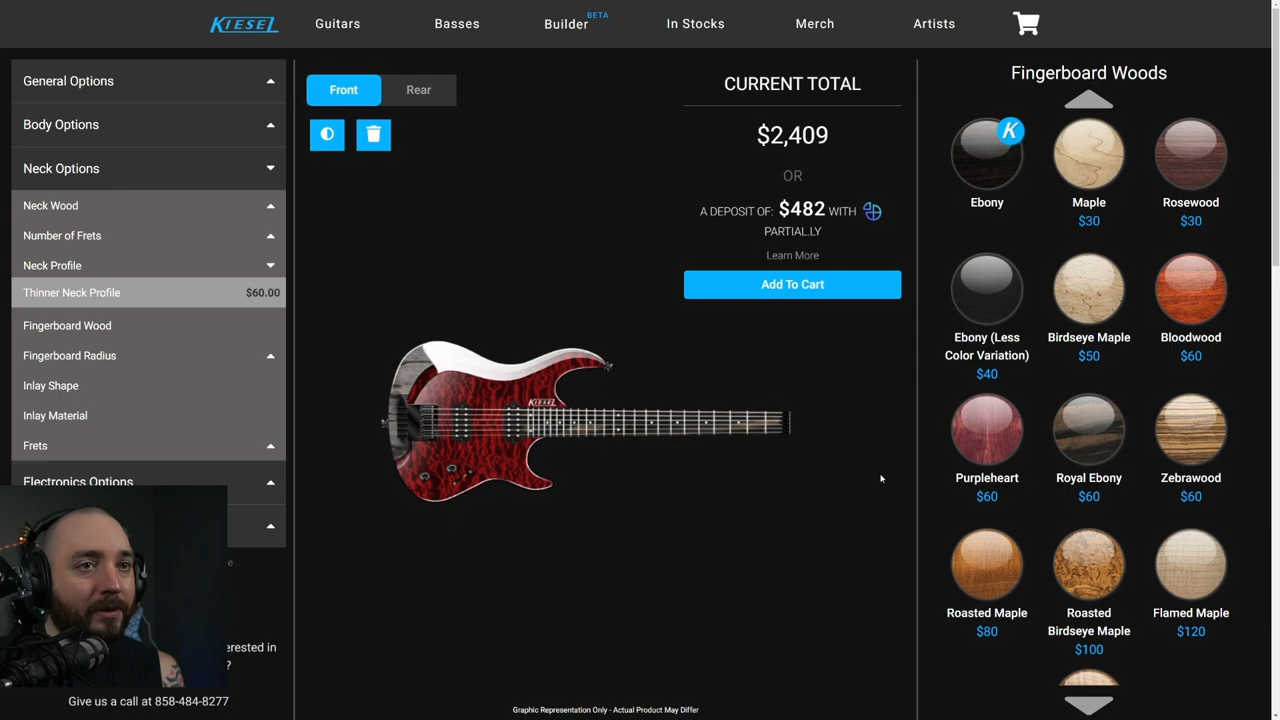 KIESEL
Guitars
Basses
Builder
BETA
In Stocks
Merch
Artists
General Options
Body Options
Neck Options
Neck Wood
Number of Frets
Neck Profile
Thinner Neck Profile $60.00
Fingerboard Wood
Fingerboard Radius
Inlay Shape
Inlay Material
Frets
Electronics Options
erested in
?
Give us a call at 858-484-8277
Front
Rear
CURRENT TOTAL
$2,409
OR
A DEPOSIT OF: $482 WITH
PARTIAL.LY
Learn More
Add To Cart
KIESEL
Graphic Representation Only - Actual Product May Differ
Fingerboard Woods
K
Ebony
Maple
$30
Rosewood
$30
Ebony (Less
Color Variation)
$40
Birdseye Maple
$50
Bloodwood
$60
Purpleheart
$60
Royal Ebony
$60
Zebrawood
$60
Roasted Maple
$80
Roasted
Birdseye Maple
$100
Flamed Maple
$120